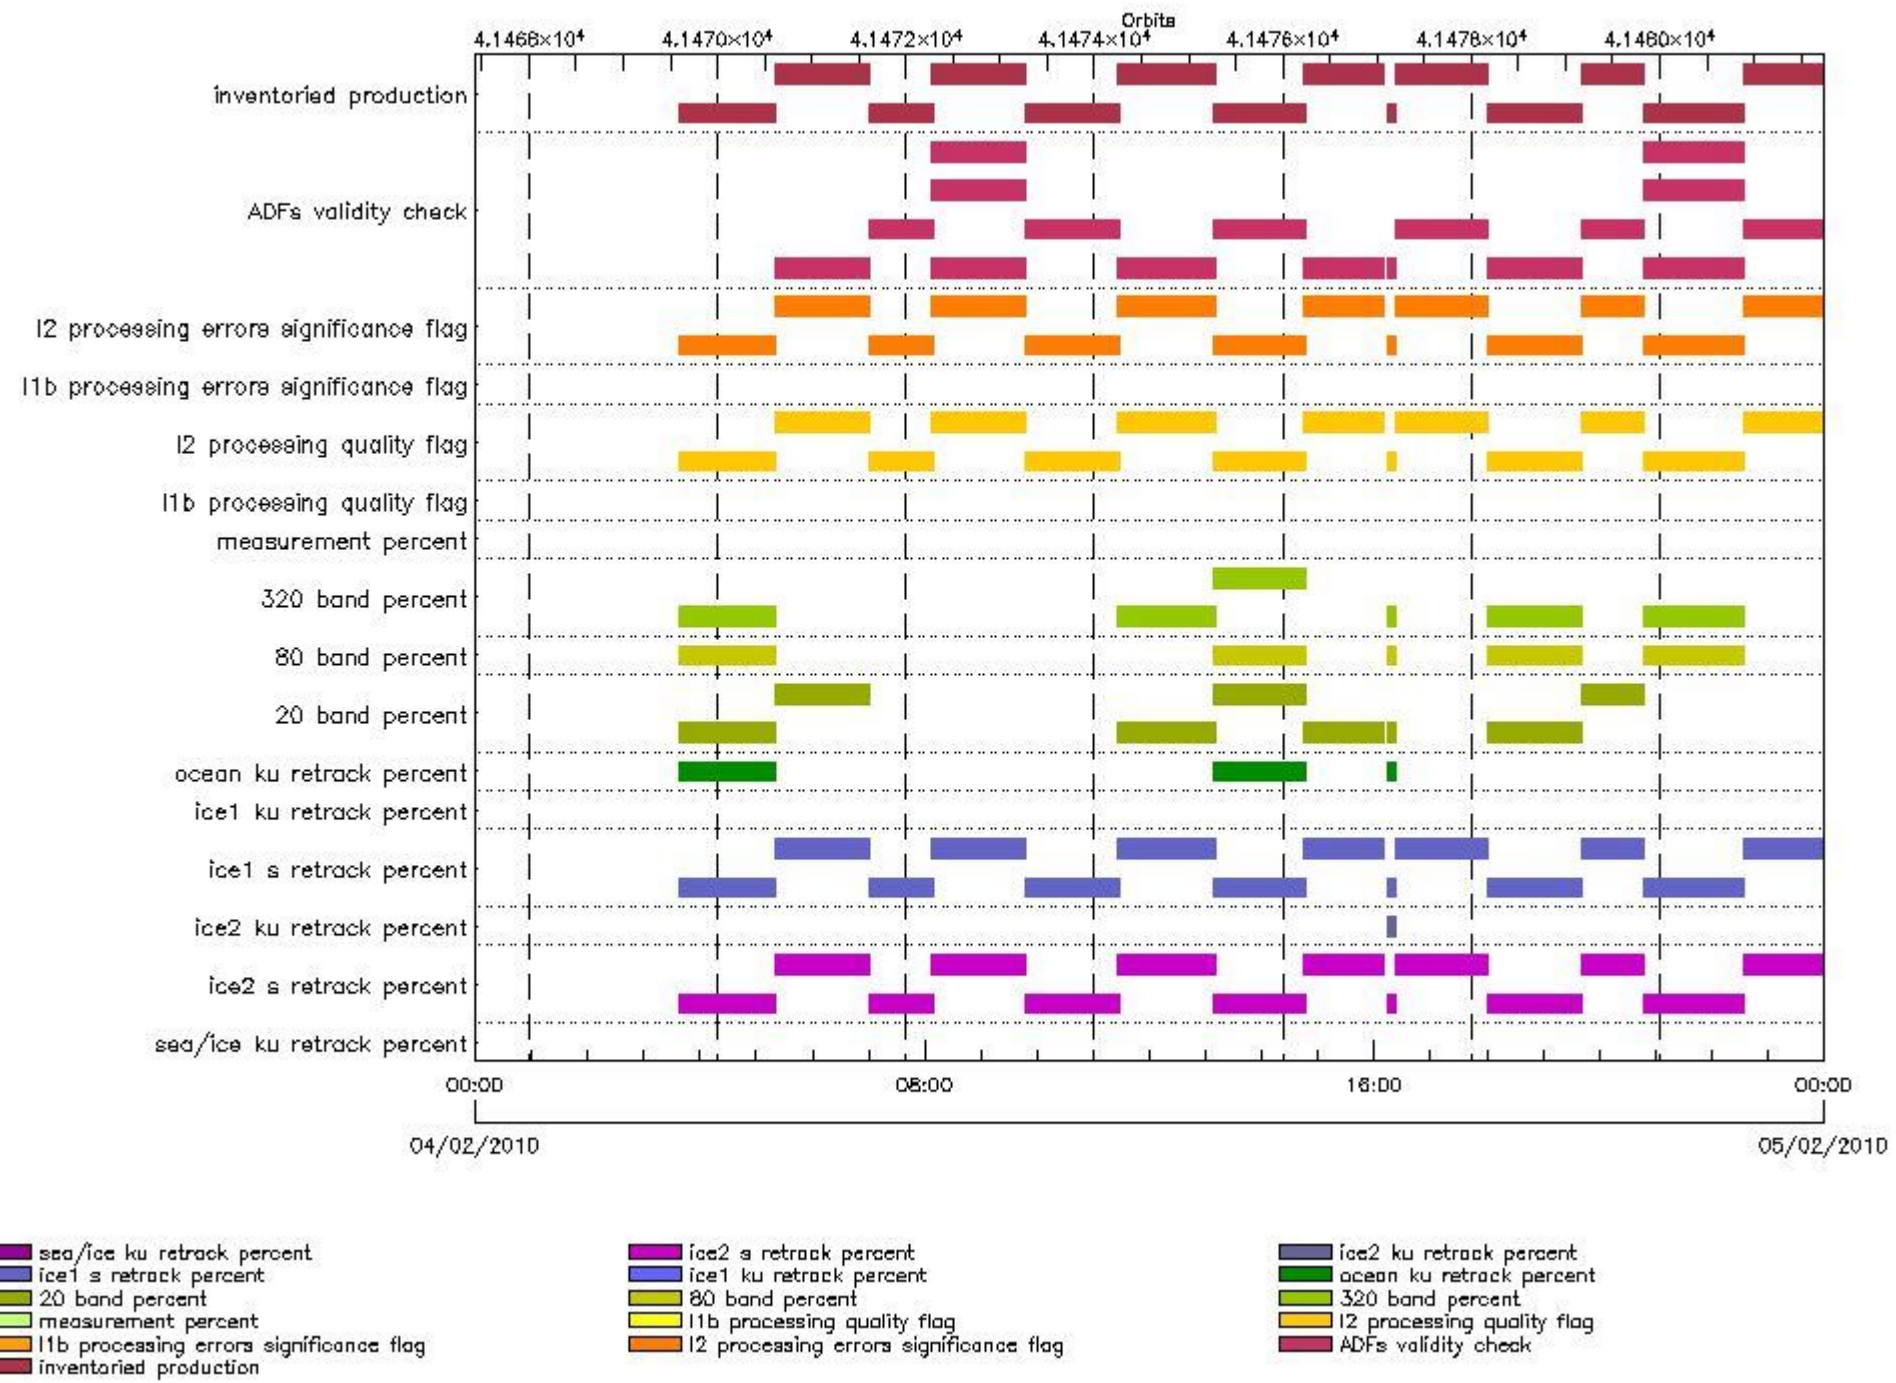 Orbits
4.1468×10⁴ 4.1470×10⁴ 4.1472×10⁴ 4.1474×10⁴ 4.1476×10⁴ 4.1478×10⁴ 4.1480×10⁴
inventoried production
ADFs validity check
l2 processing errors significance flag
l1b processing errors significance flag
l2 processing quality flag
l1b processing quality flag
measurement percent
320 band percent
80 band percent
20 band percent
ocean ku retrack percent
ice1 ku retrack percent
ice1 s retrack percent
ice2 ku retrack percent
ice2 s retrack percent
sea/ice ku retrack percent
00:00 08:00 16:00 00:00
04/02/2010 05/02/2010
sea/ice ku retrack percent ice2 s retrack percent ice2 ku retrack percent
ice1 s retrack percent ice1 ku retrack percent ocean ku retrack percent
20 band percent 80 band percent 320 band percent
measurement percent l1b processing quality flag l2 processing quality flag
l1b processing errors significance flag l2 processing errors significance flag ADFs validity check
inventoried production